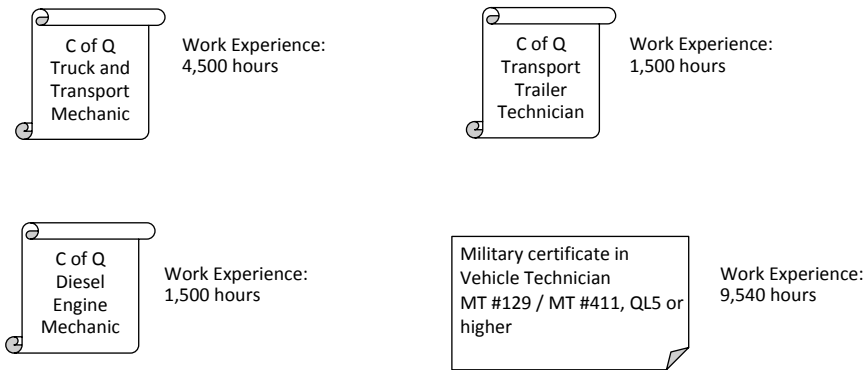 C of Q
Truck and
Transport
Mechanic
Work Experience:
4,500 hours
C of Q
Transport
Trailer
Technician
Work Experience:
1,500 hours
C of Q
Diesel
Engine
Mechanic
Work Experience:
1,500 hours
Military certificate in
Vehicle Technician
MT #129 / MT #411, QL5 or
higher
Work Experience:
9,540 hours